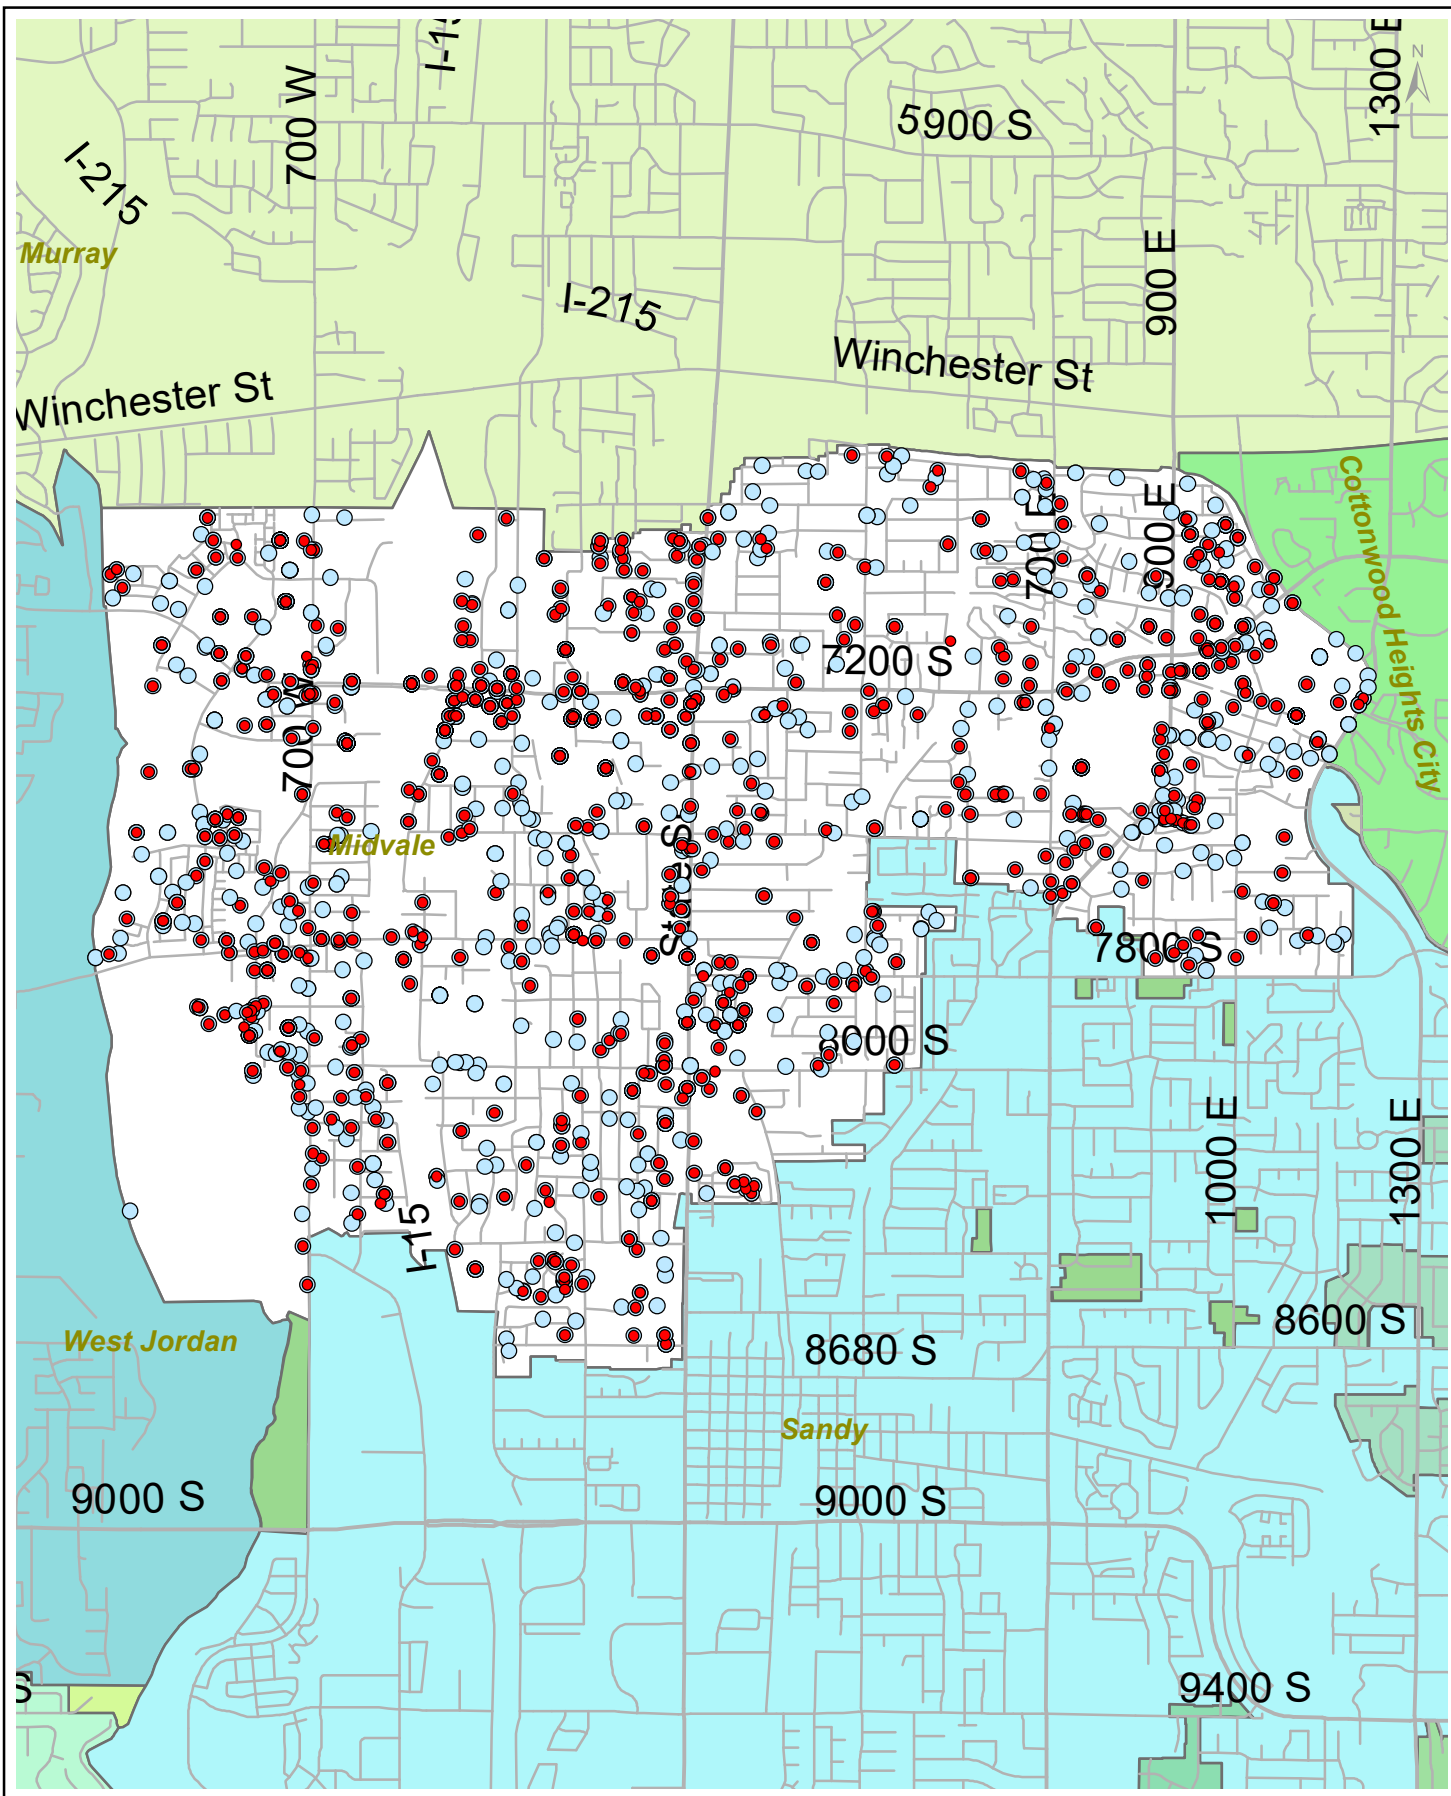 I-15
1300 E
N
700 W
5900 S
I-215
Murray
900 E
I-215
Winchester St
Winchester St
Cottonwood Heights City
700 E
900 E
7200 S
700 W
Midvale
State St
7800 S
8000 S
1000 E
1300 E
I-15
8600 S
West Jordan
8680 S
Sandy
9000 S
9000 S
S
9400 S